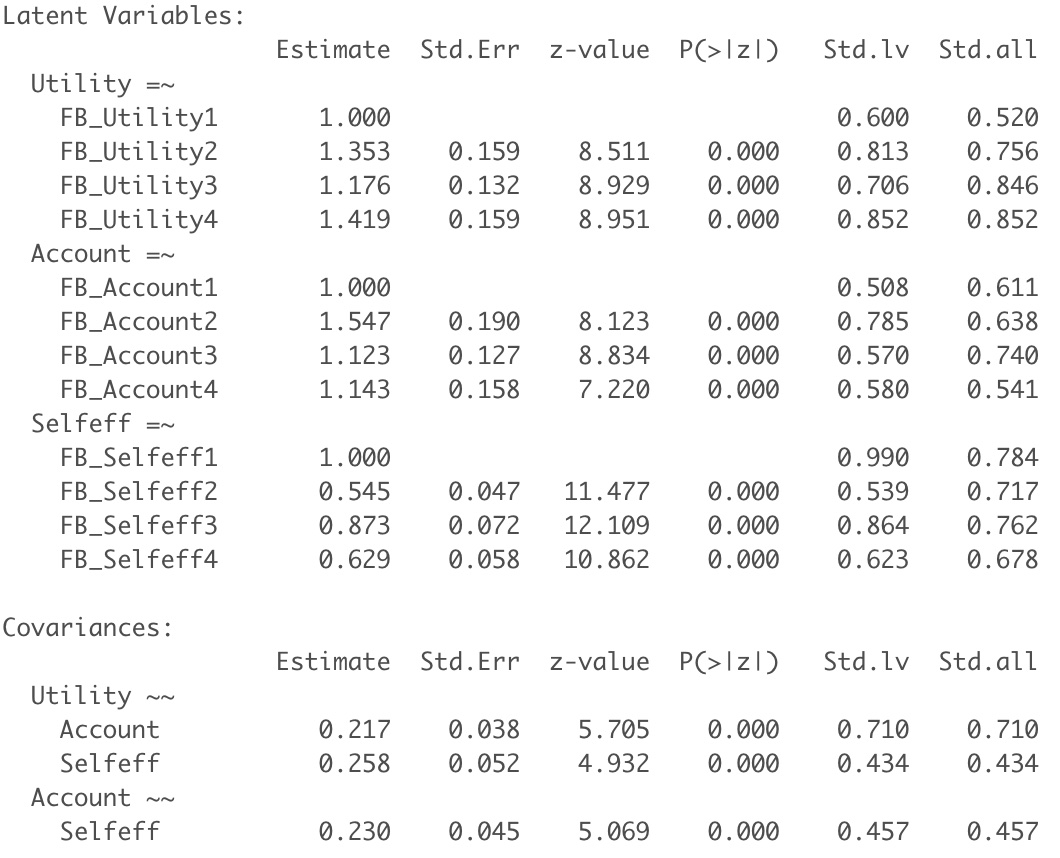 Latent Variables:
                   Estimate  Std.Err  z-value  P(>|z|)   Std.lv  Std.all
  Utility =~
    FB_Utility1       1.000                               0.600    0.520
    FB_Utility2       1.353    0.159    8.511    0.000    0.813    0.756
    FB_Utility3       1.176    0.132    8.929    0.000    0.706    0.846
    FB_Utility4       1.419    0.159    8.951    0.000    0.852    0.852
  Account =~
    FB_Account1       1.000                               0.508    0.611
    FB_Account2       1.547    0.190    8.123    0.000    0.785    0.638
    FB_Account3       1.123    0.127    8.834    0.000    0.570    0.740
    FB_Account4       1.143    0.158    7.220    0.000    0.580    0.541
  Selfeff =~
    FB_Selfeff1       1.000                               0.990    0.784
    FB_Selfeff2       0.545    0.047   11.477    0.000    0.539    0.717
    FB_Selfeff3       0.873    0.072   12.109    0.000    0.864    0.762
    FB_Selfeff4       0.629    0.058   10.862    0.000    0.623    0.678

Covariances:
                   Estimate  Std.Err  z-value  P(>|z|)   Std.lv  Std.all
  Utility ~~
    Account           0.217    0.038    5.705    0.000    0.710    0.710
    Selfeff           0.258    0.052    4.932    0.000    0.434    0.434
  Account ~~
    Selfeff           0.230    0.045    5.069    0.000    0.457    0.457